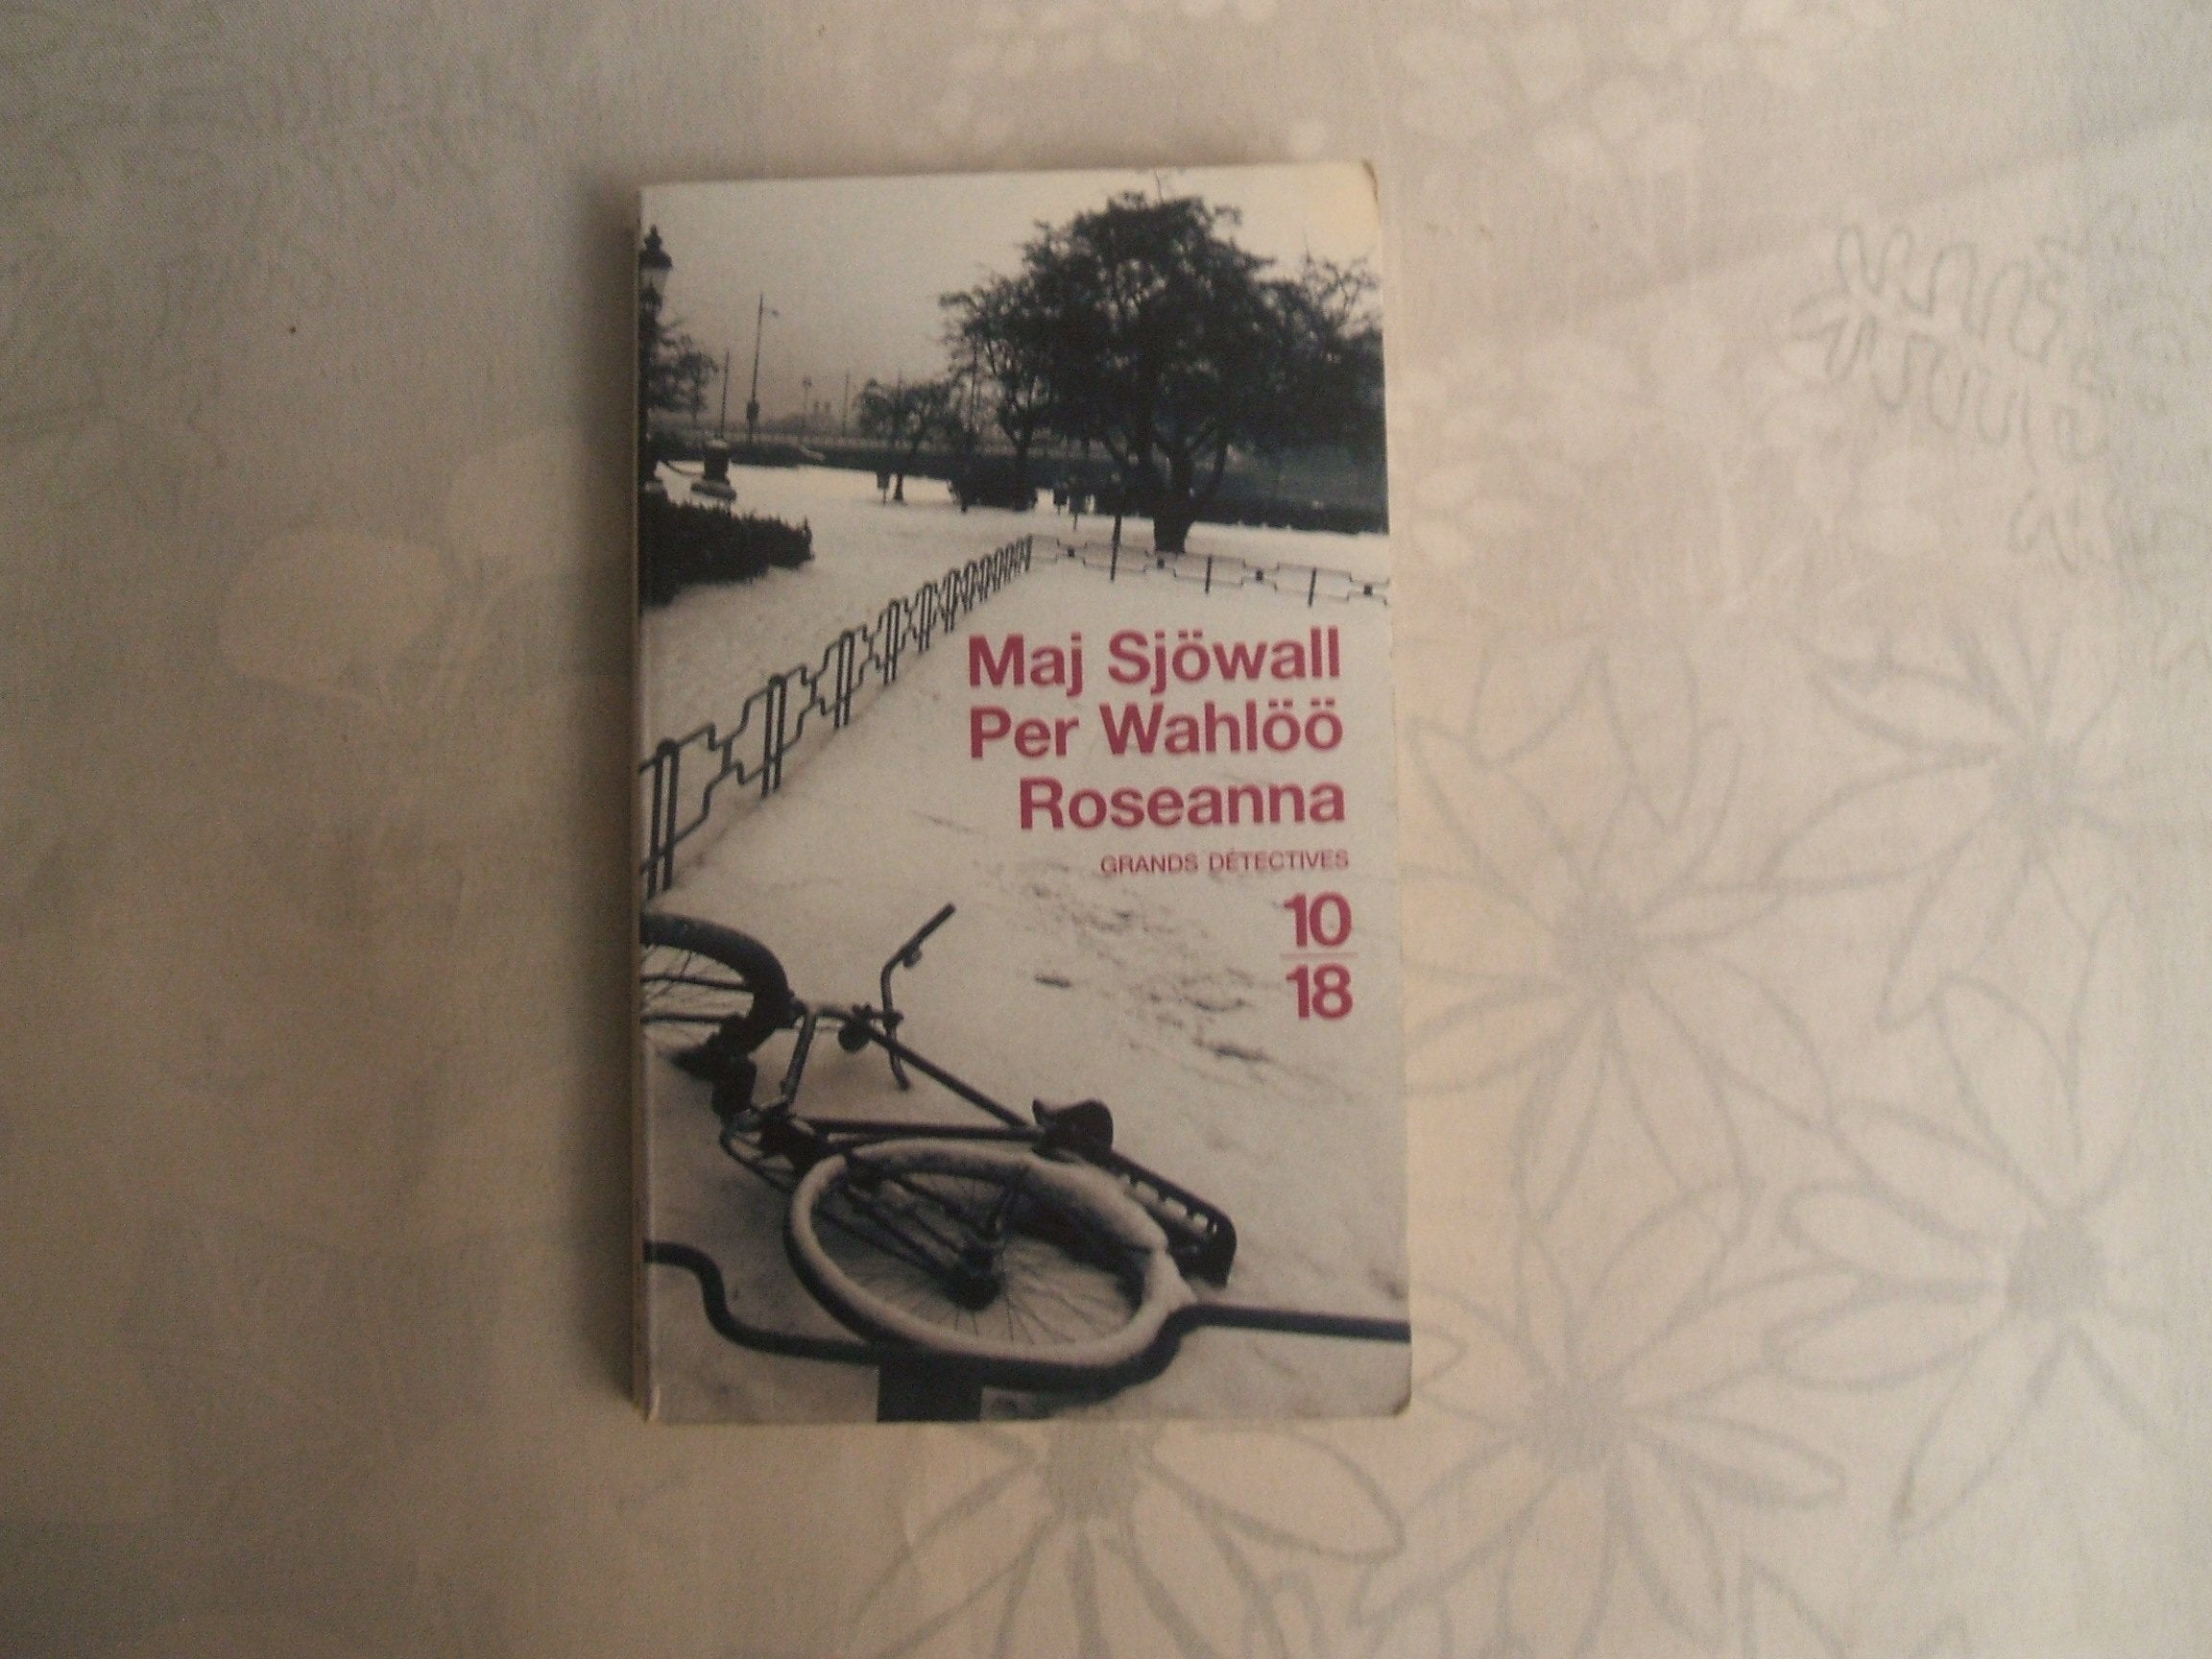 Maj Sjöwall
Per Wahlöö
Roseanna
GRANDS DÉTECTIVES
10
18